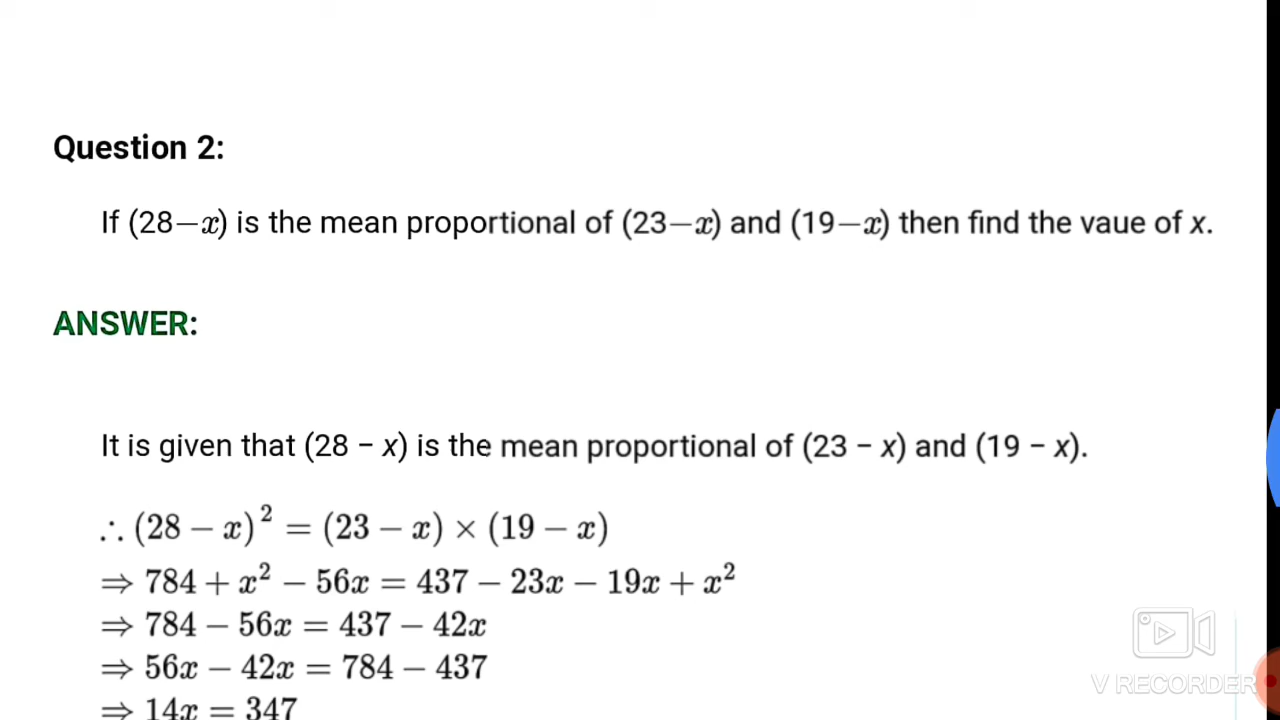 Question 2:
If (28−x) is the mean proportional of (23−x) and (19−x) then find the vaue of x.
ANSWER:
It is given that (28 − x) is the mean proportional of (23 − x) and (19 − x).
∴ (28 − x)² = (23 − x) × (19 − x)
⇒ 784 + x² − 56x = 437 − 23x − 19x + x²
⇒ 784 − 56x = 437 − 42x
⇒ 56x − 42x = 784 − 437
⇒ 14x = 347
V RECORDER